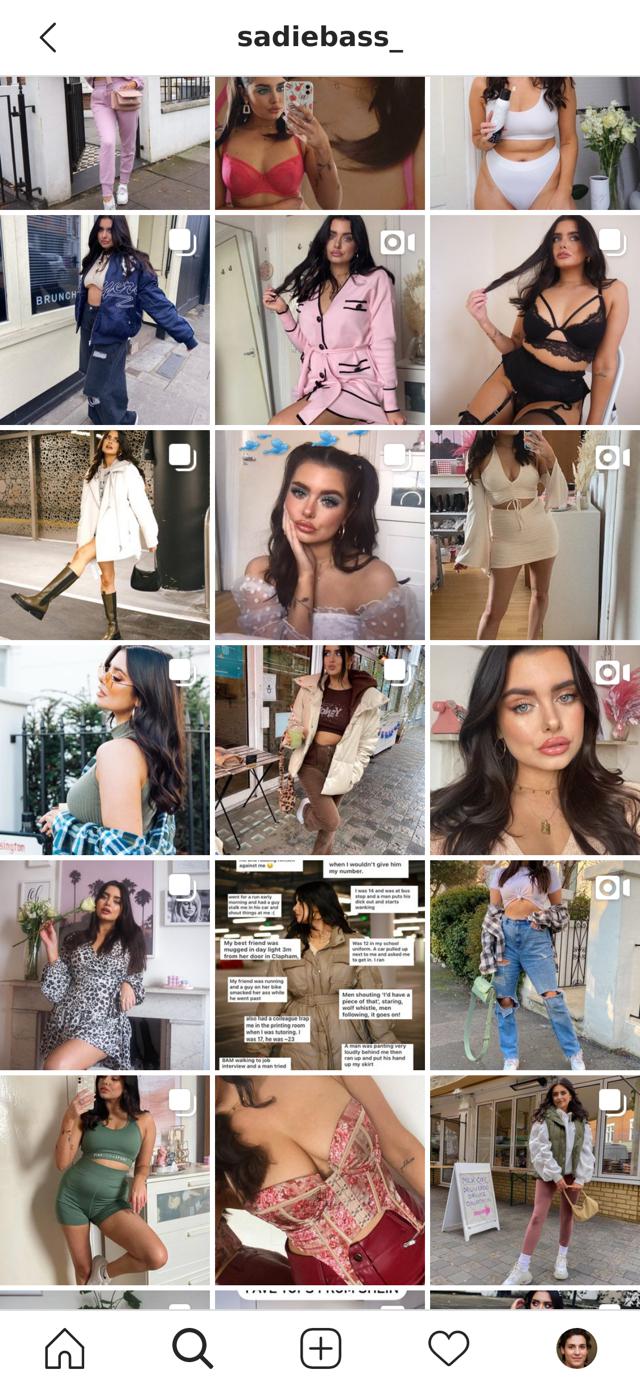 sadiebass_
BRUNCH
me and reading himself
against me
when I wouldn't give him
my number.
went for a run early
morning and had a guy
stalk me in his car and
shout things at me :(
I was 14 and was at bus
stop and a man puts his
dick out and starts
wanking
My best friend was
mugged in day light 3m
from her door in Clapham.
Was 12 in my school
uniform. A car pulled up
next to me and asked me
to get in. I ran
My friend was running
and a guy on her bike
smacked her ass while
he went past
Men shouting 'I'd have a
piece of that', staring,
wolf whistle, men
following, it goes on!
also had a colleague trap
me in the printing room
when I was tutoring. I
was 17, he was ~23
8AM walking to job
interview and a man tried
A man was panting very
loudly behind me then
ran up and put his hand
up my skirt
FAVE TOPS FROM SHEIN